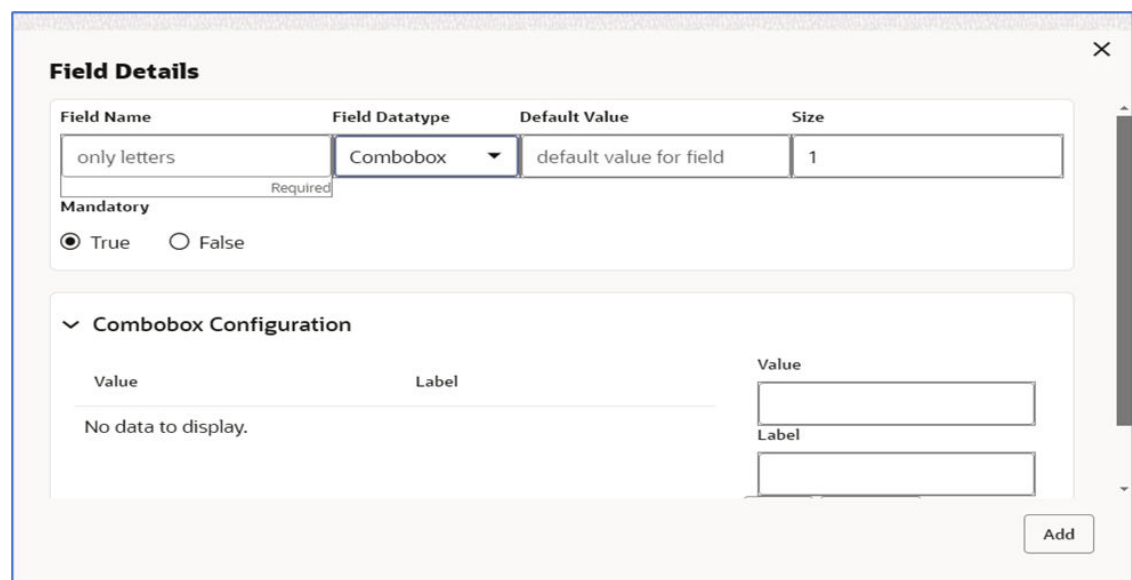 Field Details
Field Name Field Datatype Default Value Size
only letters Combobox default value for field 1
Required
Mandatory
True False
Combobox Configuration
Value
Value Label
No data to display.
Label
Add